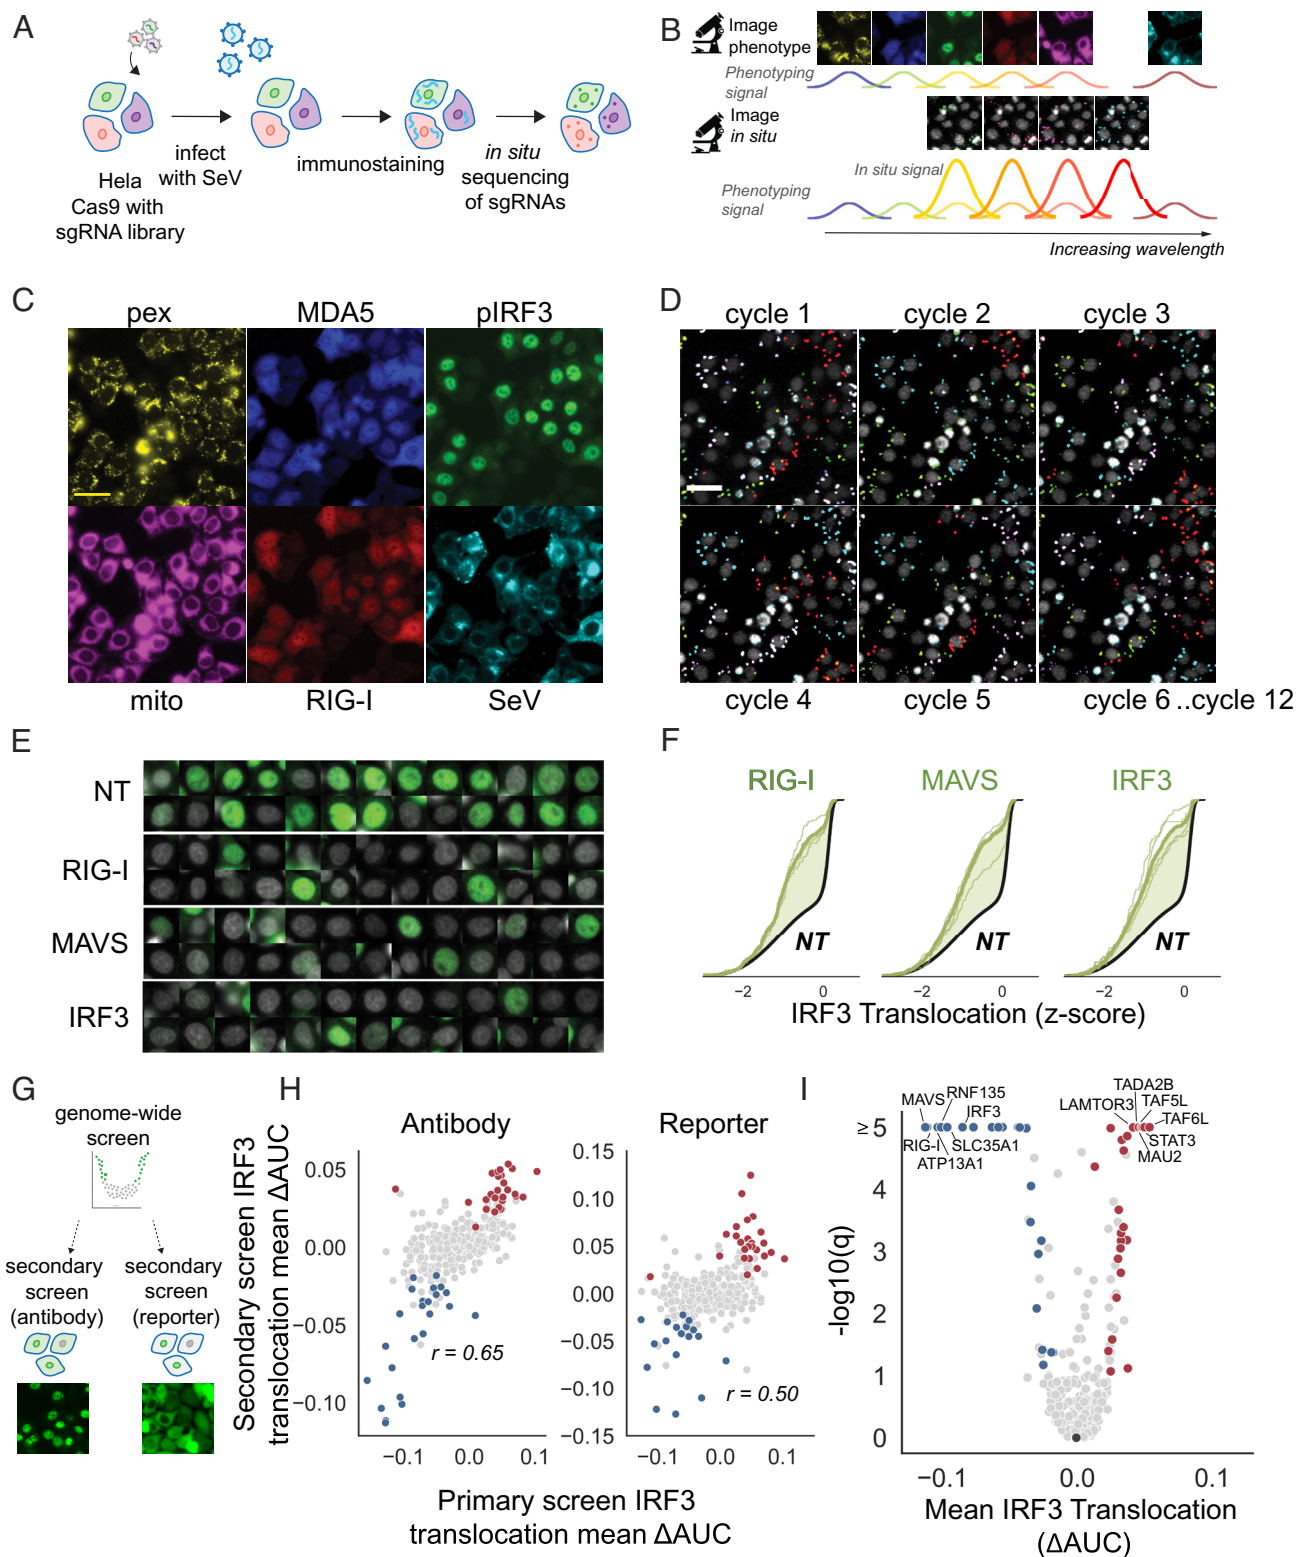 A
infect
with SeV
immunostaining
in situ
sequencing
of sgRNAs
Hela
Cas9 with
sgRNA library
B
Image
phenotype
Phenotyping
signal
Image
in situ
In situ signal
Phenotyping
signal
Increasing wavelength
C
pex
MDA5
pIRF3
mito
RIG-I
SeV
D
cycle 1
cycle 2
cycle 3
cycle 4
cycle 5
cycle 6 ..cycle 12
E
NT
RIG-I
MAVS
IRF3
F
RIG-I
MAVS
IRF3
NT
NT
NT
−2
0
−2
0
−2
0
IRF3 Translocation (z-score)
G
genome-wide
screen
secondary
screen
(antibody)
secondary
screen
(reporter)
H
Antibody
Reporter
Secondary screen IRF3
translocation mean ΔAUC
0.05
0.00
−0.05
−0.10
r = 0.65
−0.1
0.0
0.1
0.15
0.10
0.05
0.00
−0.05
−0.10
−0.15
r = 0.50
−0.1
0.0
0.1
Primary screen IRF3
translocation mean ΔAUC
I
MAVS
RNF135
IRF3
RIG-I
SLC35A1
ATP13A1
TADA2B
LAMTOR3
TAF5L
TAF6L
STAT3
MAU2
≥ 5
4
3
2
1
0
-log10(q)
−0.1
0.0
0.1
Mean IRF3 Translocation
(ΔAUC)